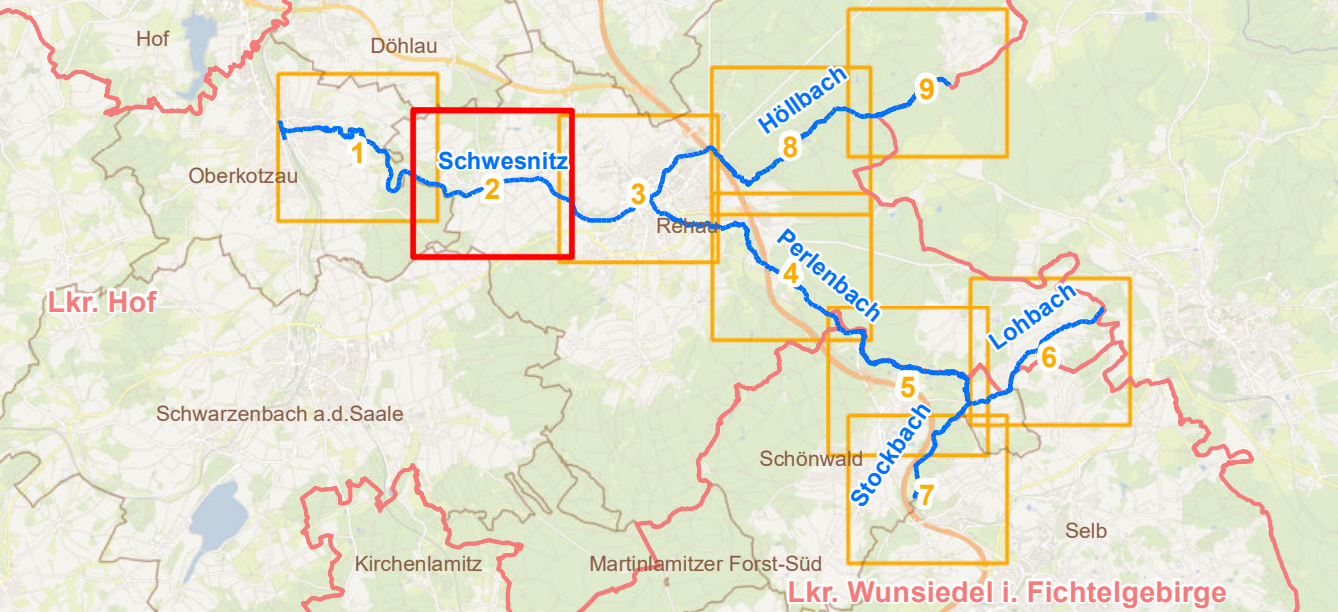 Hof
Döhlau
Höllbach
9
8
1
Schwesnitz
2
Oberkotzau
3
Rehau
Perlenbach
4
Lkr. Hof
Lohbach
6
5
Schwarzenbach a.d.Saale
Schönwald
Stockbach
7
Selb
Kirchenlamitz
Martinlamitzer Forst-Süd
Lkr. Wunsiedel i. Fichtelgebirge